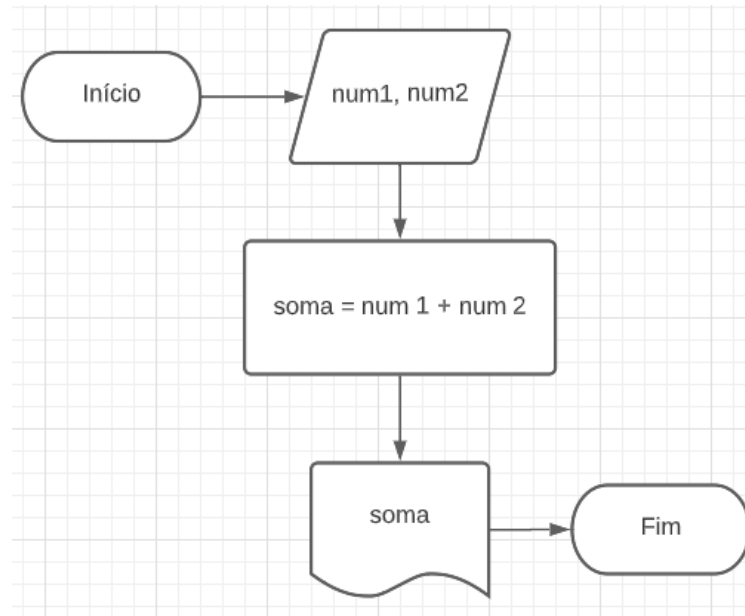 Início
num1, num2
soma = num 1 + num 2
soma
Fim